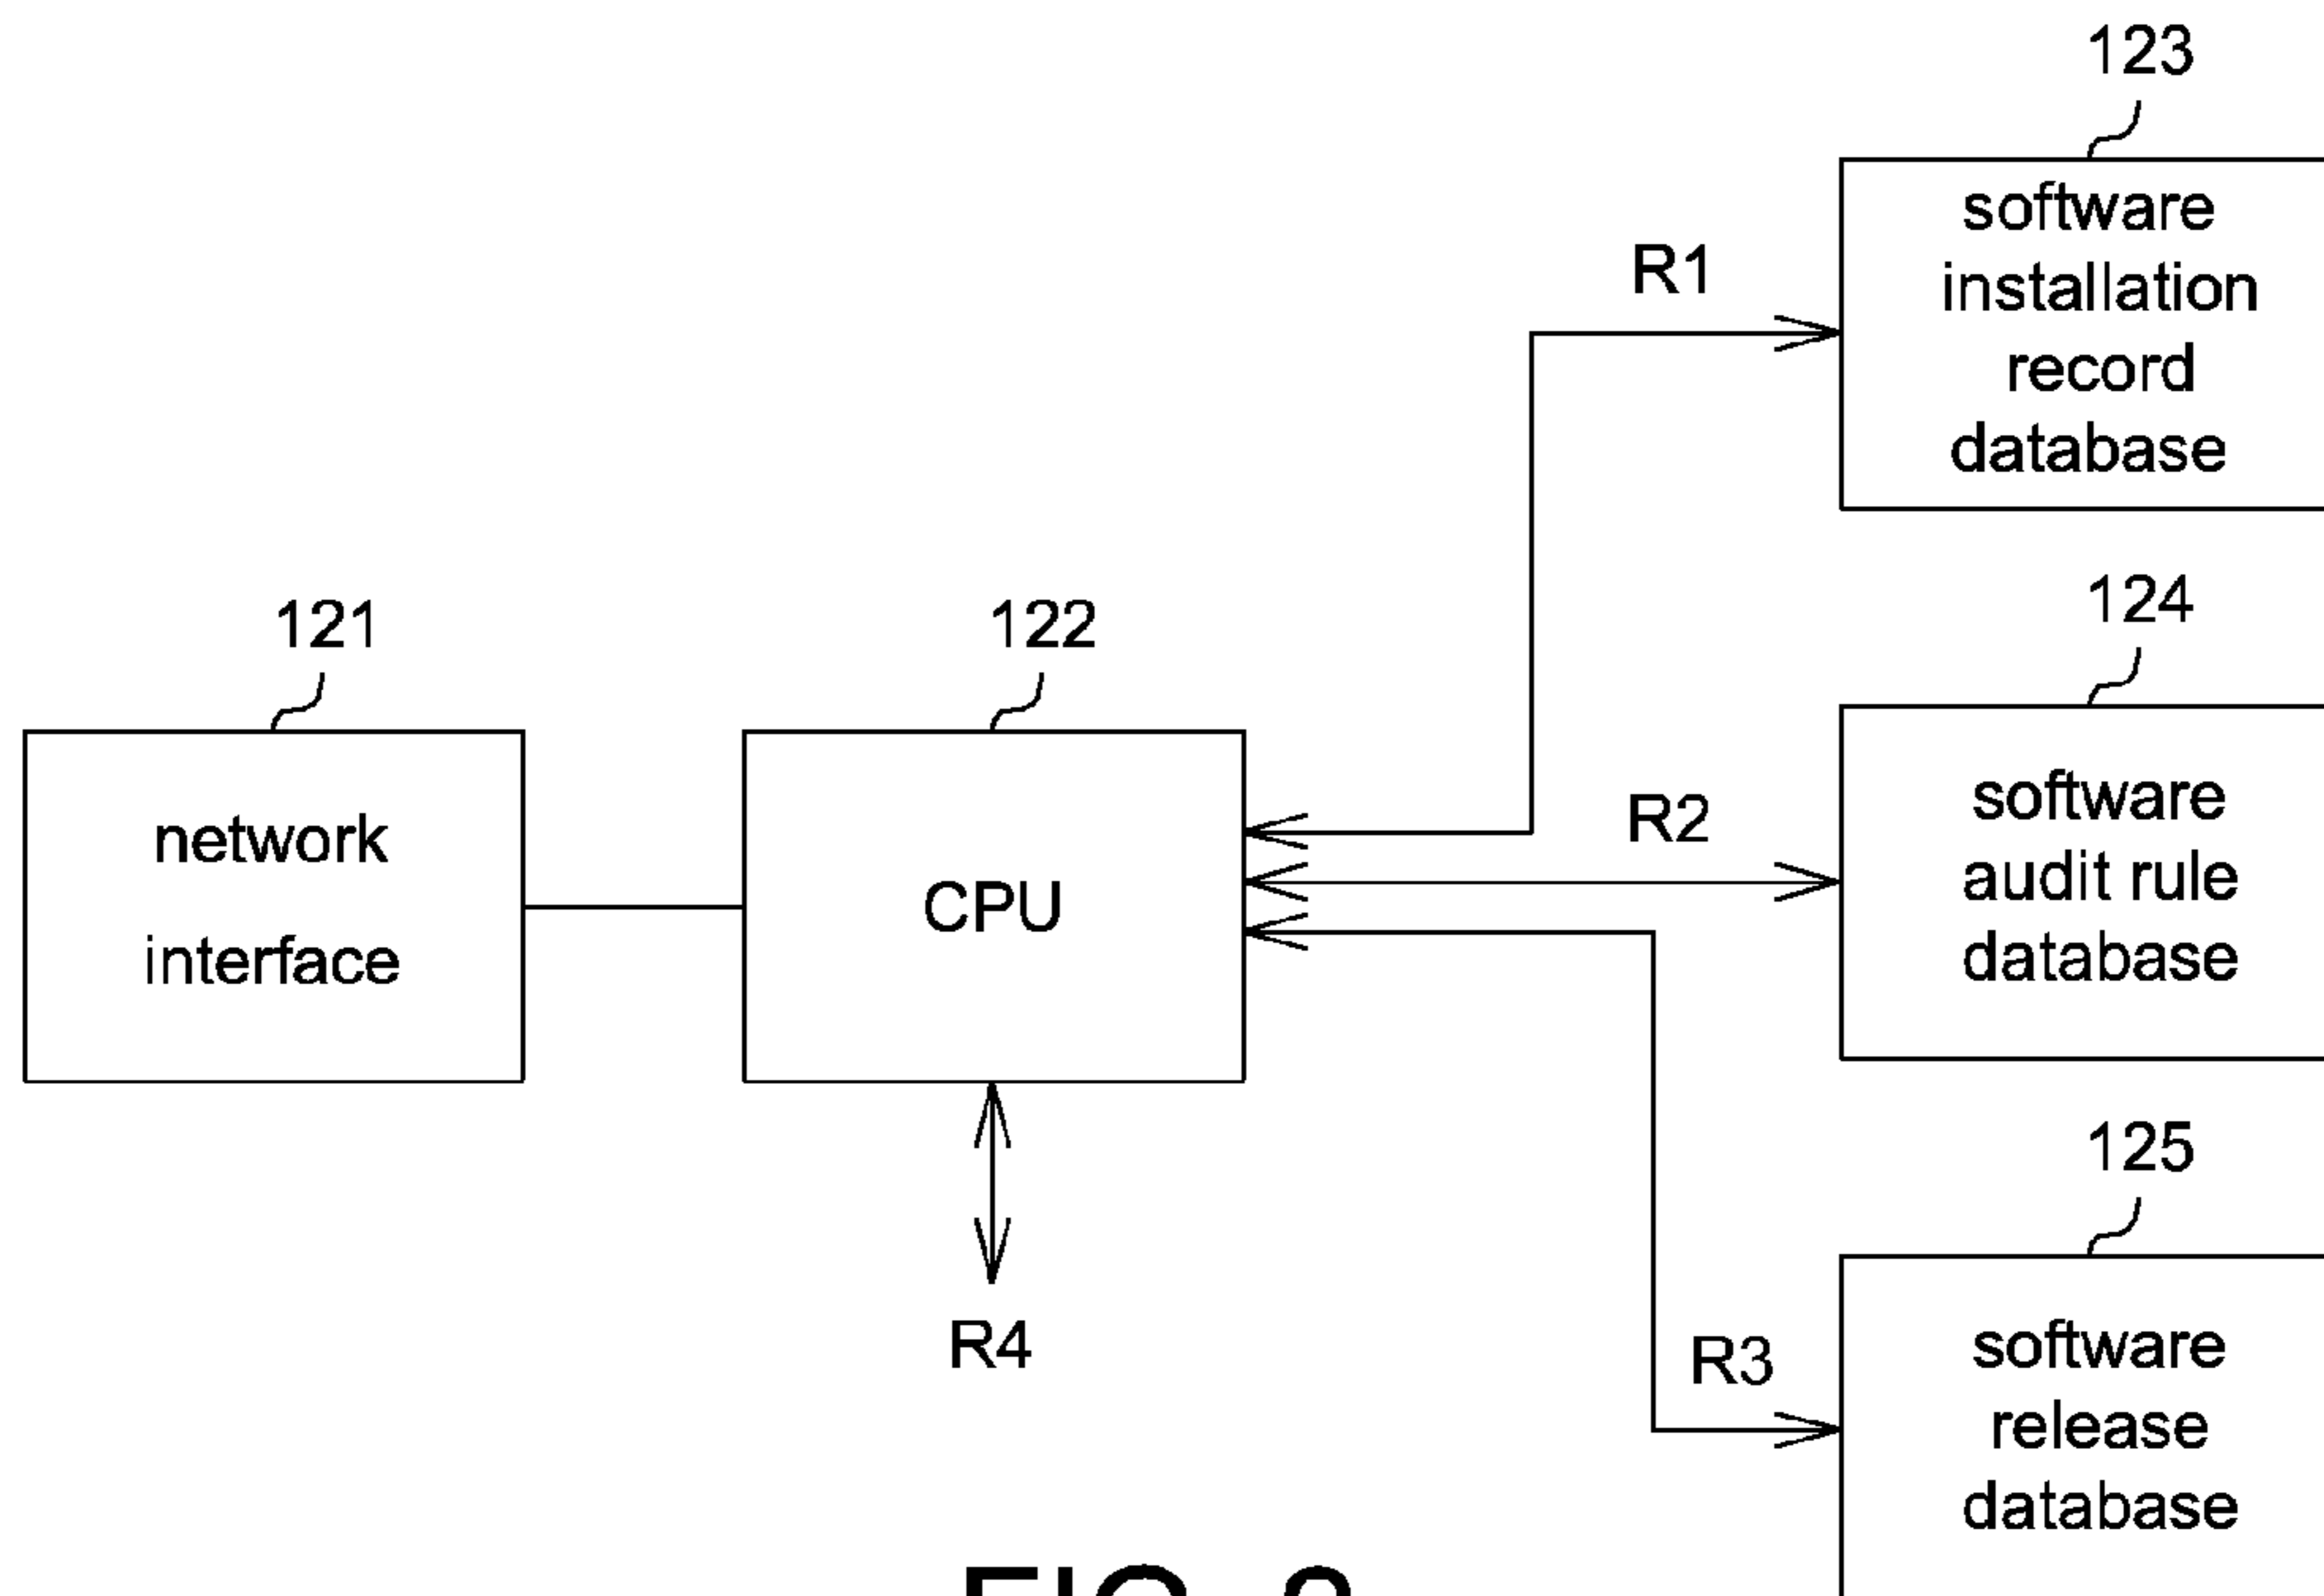 123
software
installation
record
database
R1
124
121
122
network
interface
CPU
R2
software
audit rule
database
125
R4
R3
software
release
database
FIG.